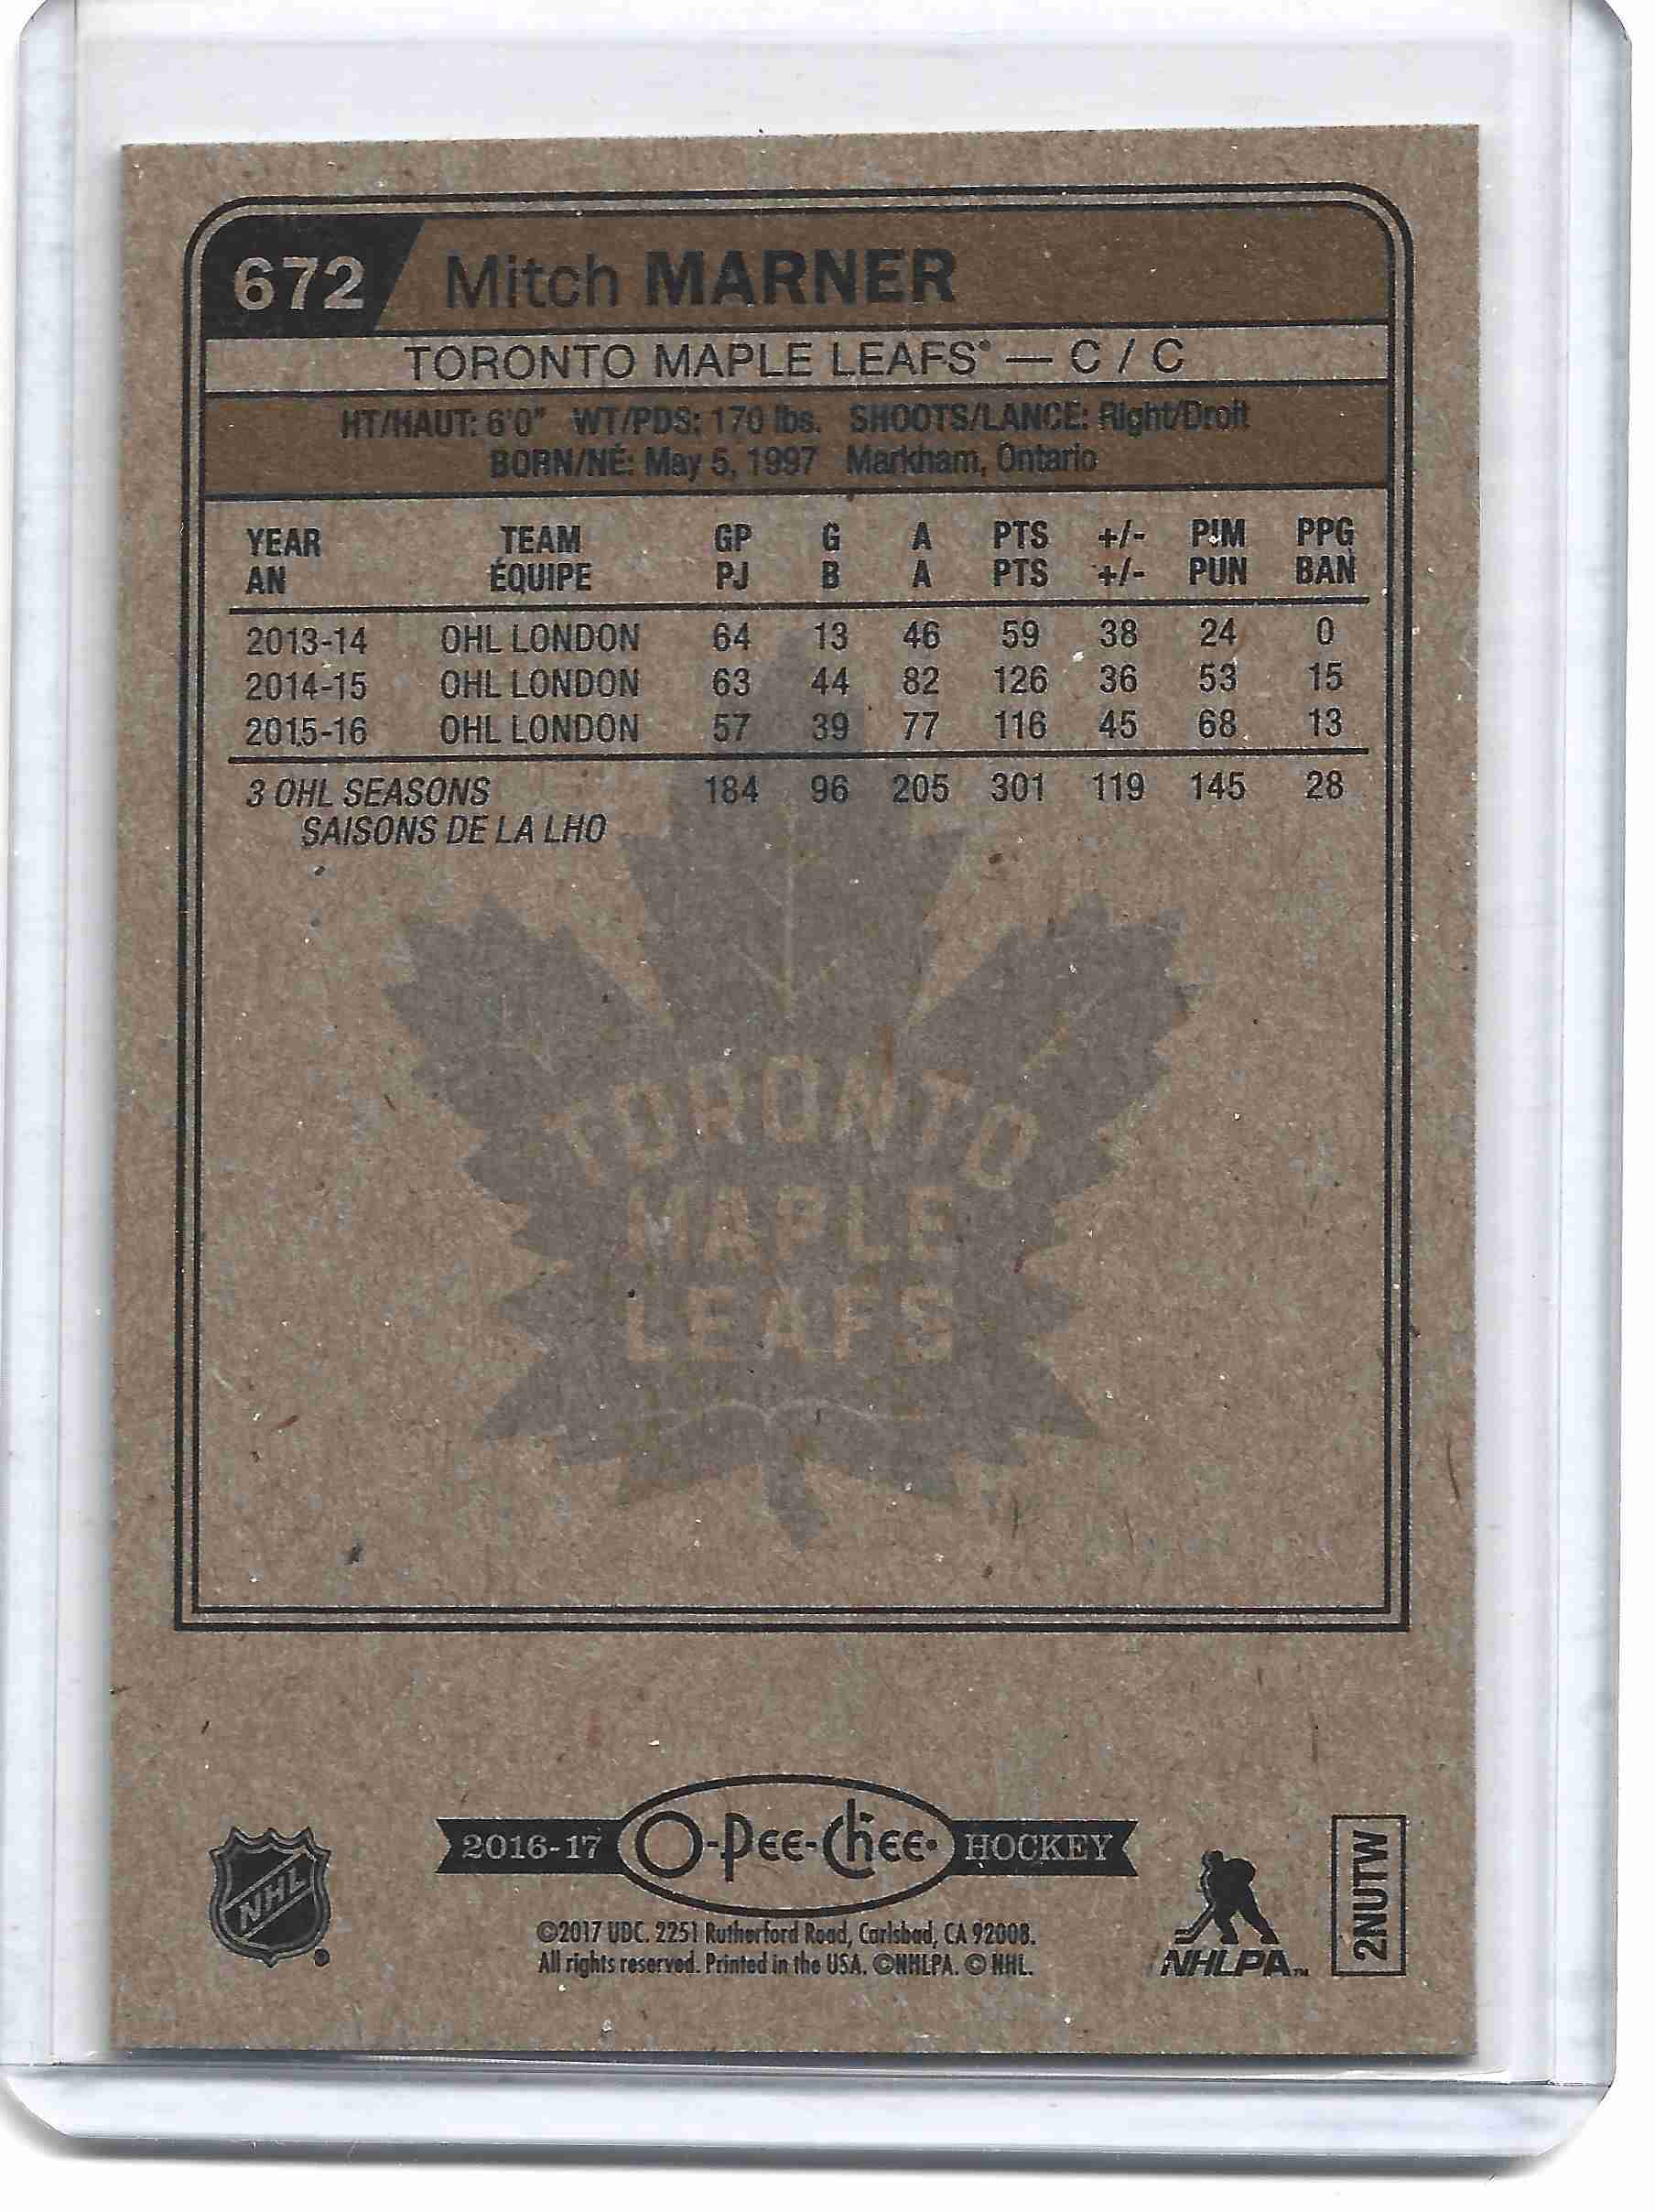 672 Mitch MARNER
TORONTO MAPLE LEAFS® — C / C
HT/HAUT: 6'0" WT/PDS: 170 lbs. SHOOTS/LANCE: Right/Droit
BORN/NÉ: May 5, 1997 Markham, Ontario
YEAR TEAM GP G A PTS +/- PIM PPG
AN ÉQUIPE PJ B A PTS +/- PUN BAN
2013-14 OHL LONDON 64 13 46 59 38 24 0
2014-15 OHL LONDON 63 44 82 126 36 53 15
2015-16 OHL LONDON 57 39 77 116 45 68 13
3 OHL SEASONS 184 96 205 301 119 145 28
SAISONS DE LA LHO
TORONTO
MAPLE
LEAFS
NHL
2016-17 O-Pee-Chee HOCKEY
©2017 UDC. 2251 Rutherford Road, Carlsbad, CA 92008.
All rights reserved. Printed in the USA. ©NHLPA. © NHL.
NHLPA™
2NUTW